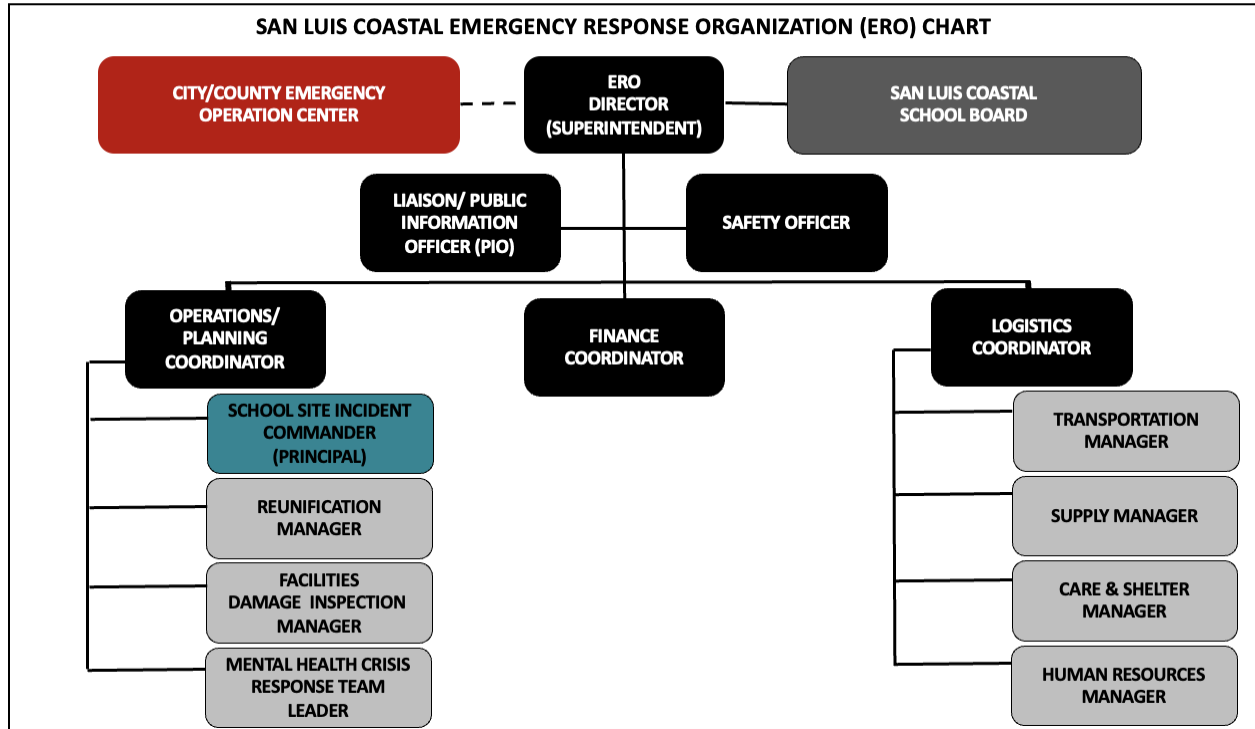 SAN LUIS COASTAL EMERGENCY RESPONSE ORGANIZATION (ERO) CHART
CITY/COUNTY EMERGENCY
OPERATION CENTER
ERO
DIRECTOR
(SUPERINTENDENT)
SAN LUIS COASTAL
SCHOOL BOARD
LIAISON/ PUBLIC
INFORMATION
OFFICER (PIO)
SAFETY OFFICER
OPERATIONS/
PLANNING
COORDINATOR
FINANCE
COORDINATOR
LOGISTICS
COORDINATOR
SCHOOL SITE INCIDENT
COMMANDER
(PRINCIPAL)
REUNIFICATION
MANAGER
FACILITIES
DAMAGE INSPECTION
MANAGER
MENTAL HEALTH CRISIS
RESPONSE TEAM
LEADER
TRANSPORTATION
MANAGER
SUPPLY MANAGER
CARE & SHELTER
MANAGER
HUMAN RESOURCES
MANAGER